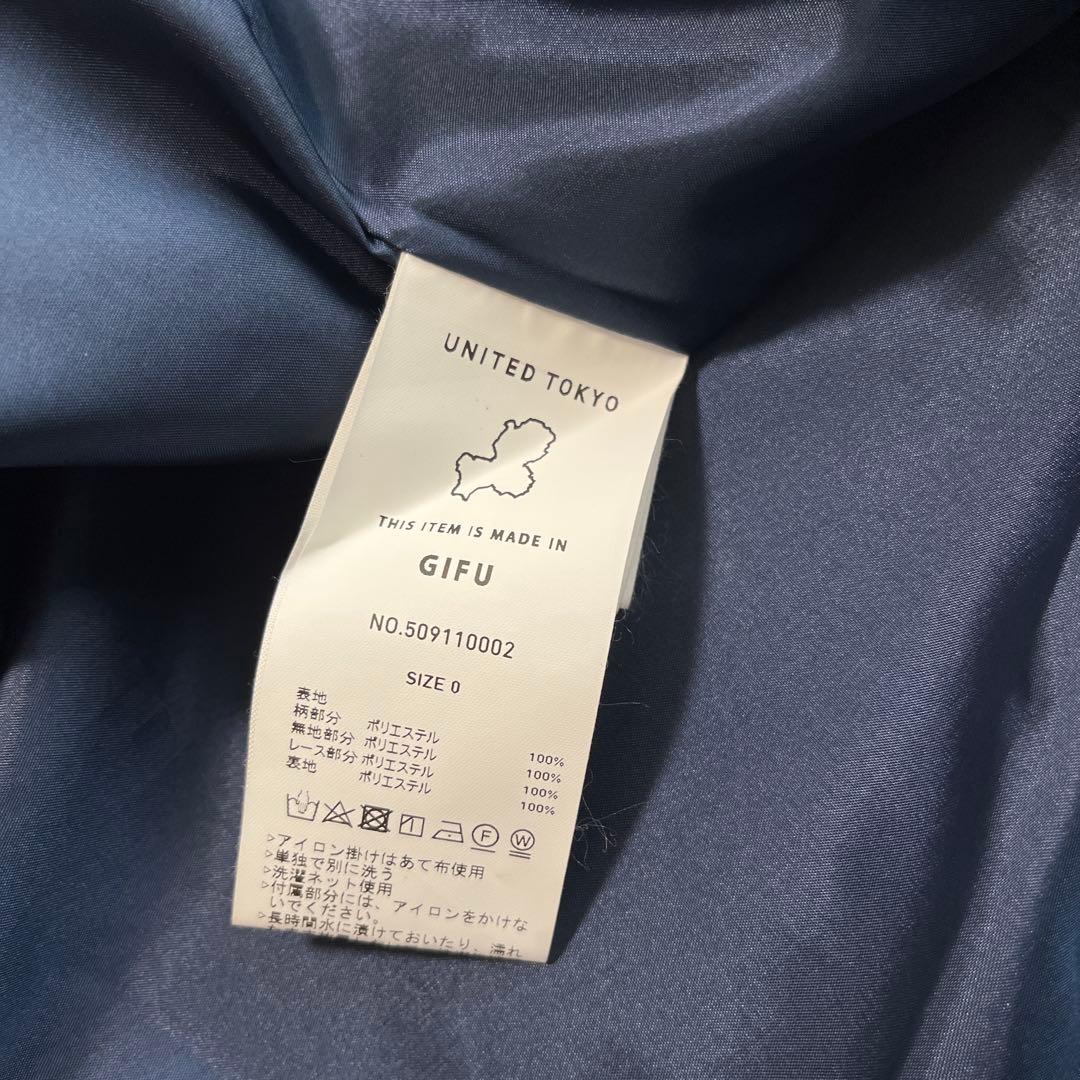 UNITED TOKYO
THIS ITEM IS MADE IN
GIFU
NO.509110002
SIZE 0
表地
柄部分 ポリエステル 100%
無地部分 ポリエステル 100%
レース部分 ポリエステル 100%
表地 ポリエステル 100%
F W
▷アイロン掛けはあて布使用
▷単独で別に洗う
▷洗濯ネット使用
▷付属部分には、アイロンをかけな
いでください。
▷長時間水に漬けておいたり、濡れ